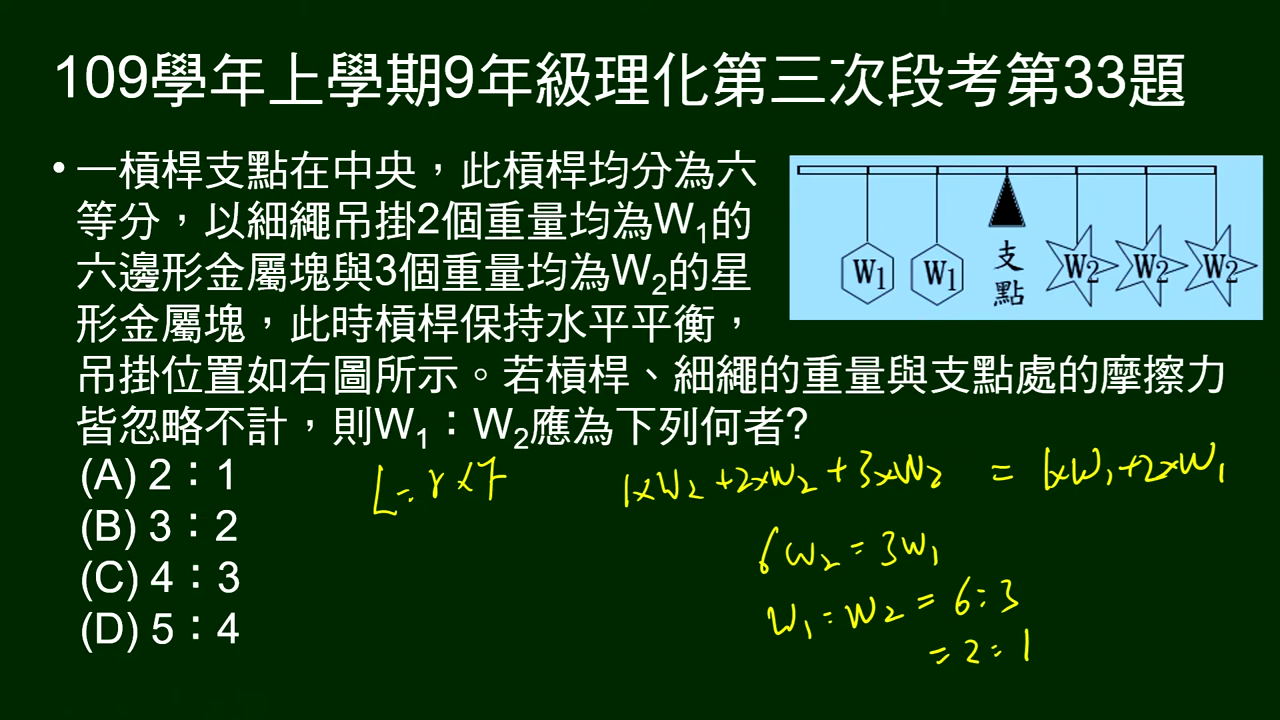 109學年上學期9年級理化第三次段考第33題
• 一槓桿支點在中央，此槓桿均分為六
等分，以細繩吊掛2個重量均為W₁的
六邊形金屬塊與3個重量均為W₂的星
形金屬塊，此時槓桿保持水平平衡，
吊掛位置如右圖所示。若槓桿、細繩的重量與支點處的摩擦力
皆忽略不計，則W₁：W₂應為下列何者?
(A) 2：1
(B) 3：2
(C) 4：3
(D) 5：4
W1 W1 支點 W2 W2 W2
L=r×F
1×W₂+2×W₂+3×W₂ = 1×W₁+2×W₁
6W₂=3W₁
W₁:W₂=6:3
=2:1